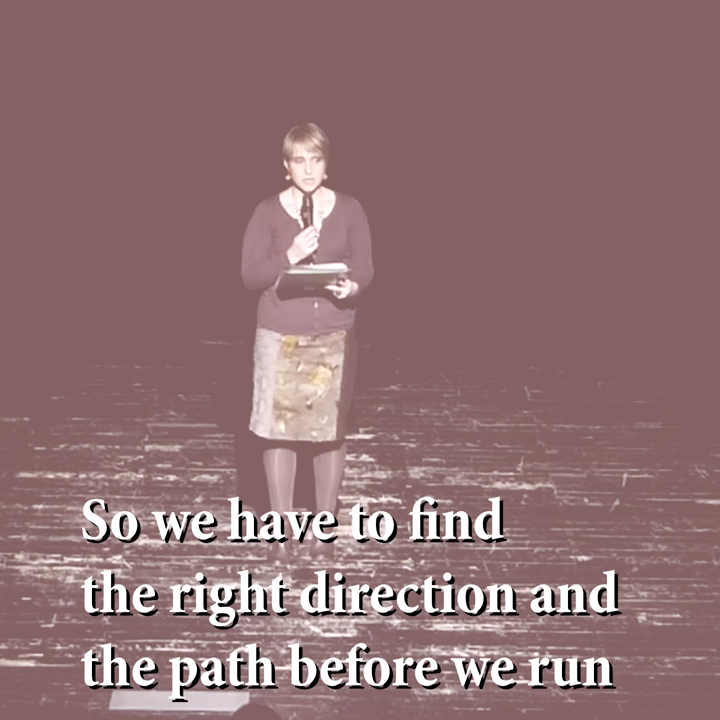 So we have to find
the right direction and
the path before we run